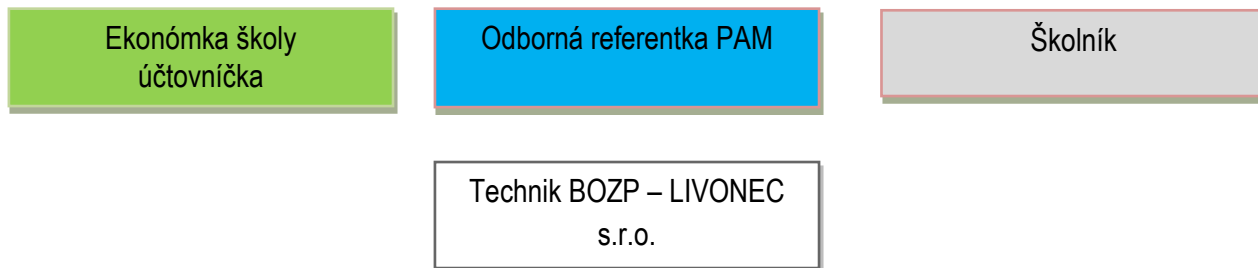 Ekonómka školy
účtovníčka
Odborná referentka PAM
Školník
Technik BOZP – LIVONEC
s.r.o.